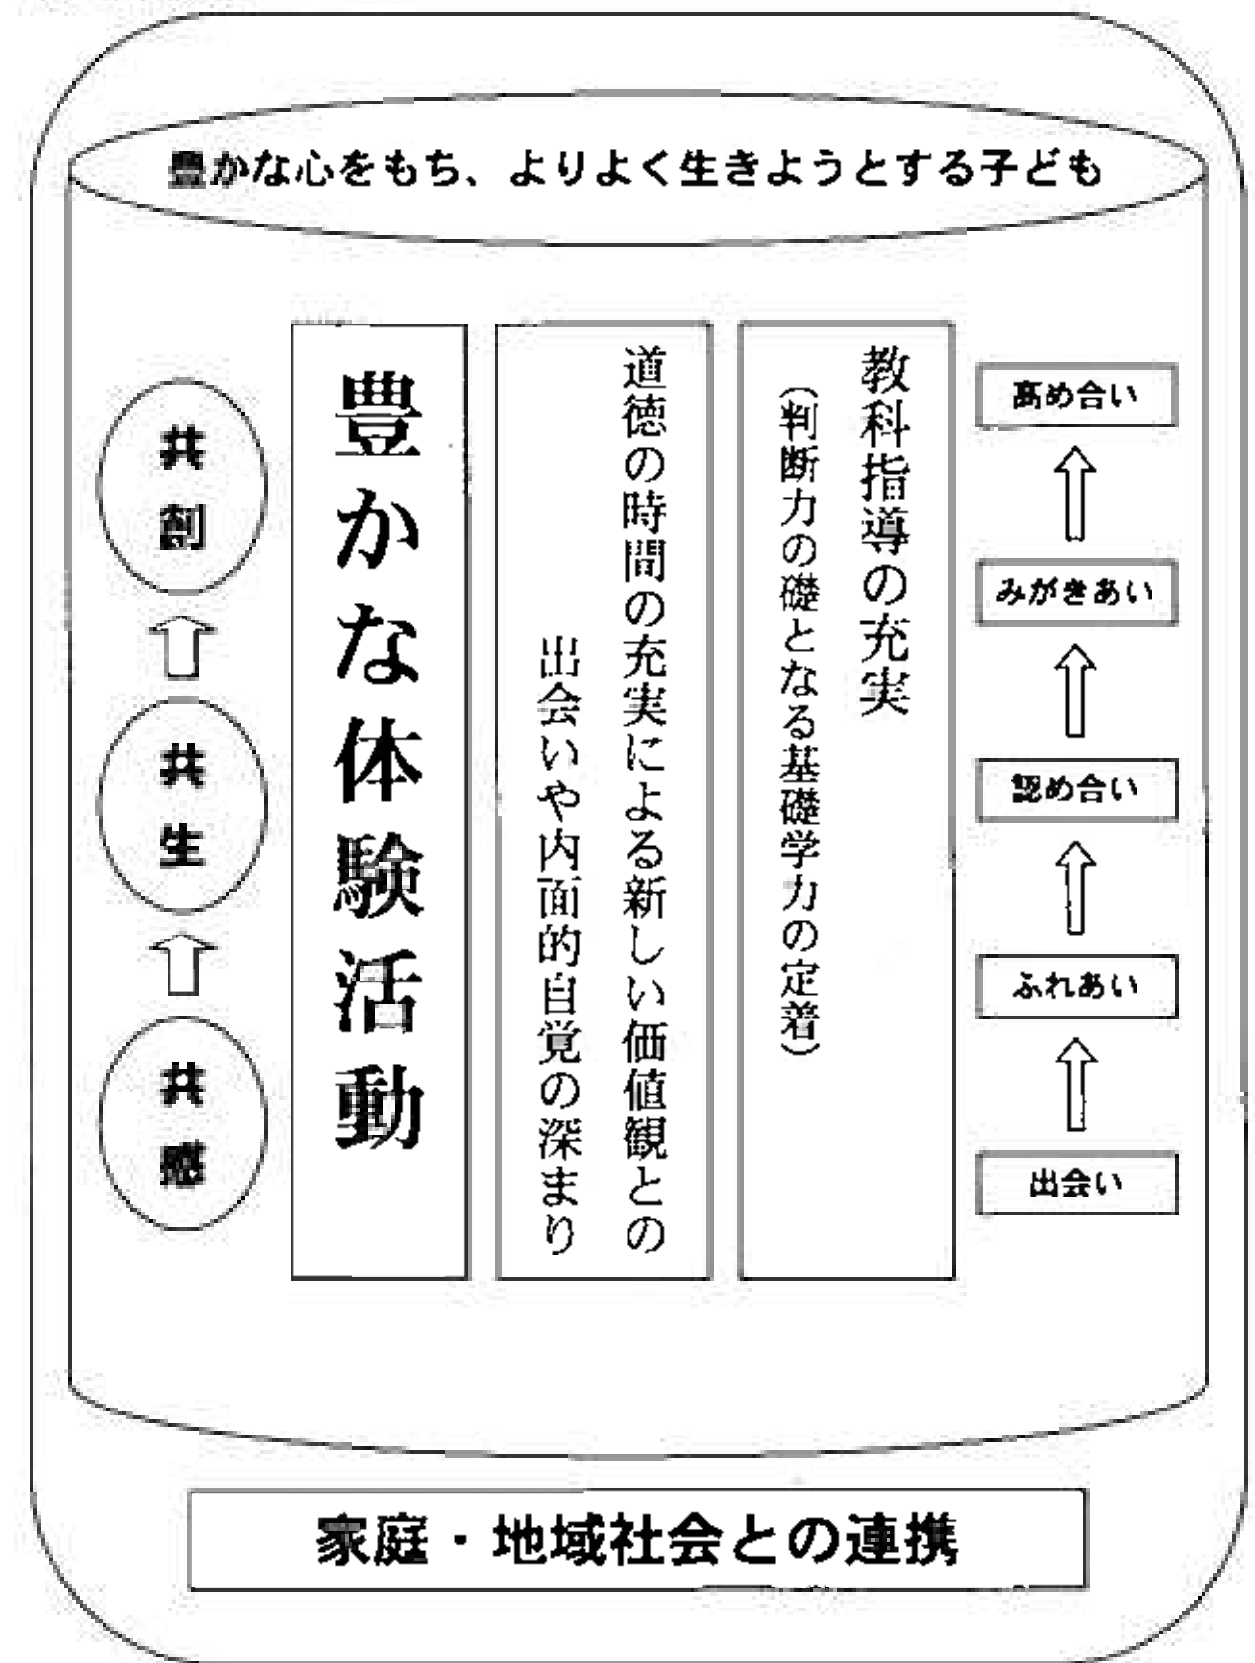 豊かな心をもち、よりよく生きようとする子ども
高め合い
みがきあい
認め合い
ふれあい
出会い
教科指導の充実
（判断力の礎となる基礎学力の定着）
道徳の時間の充実による新しい価値観との
出会いや内面的自覚の深まり
豊かな体験活動
共創
共生
共感
家庭・地域社会との連携